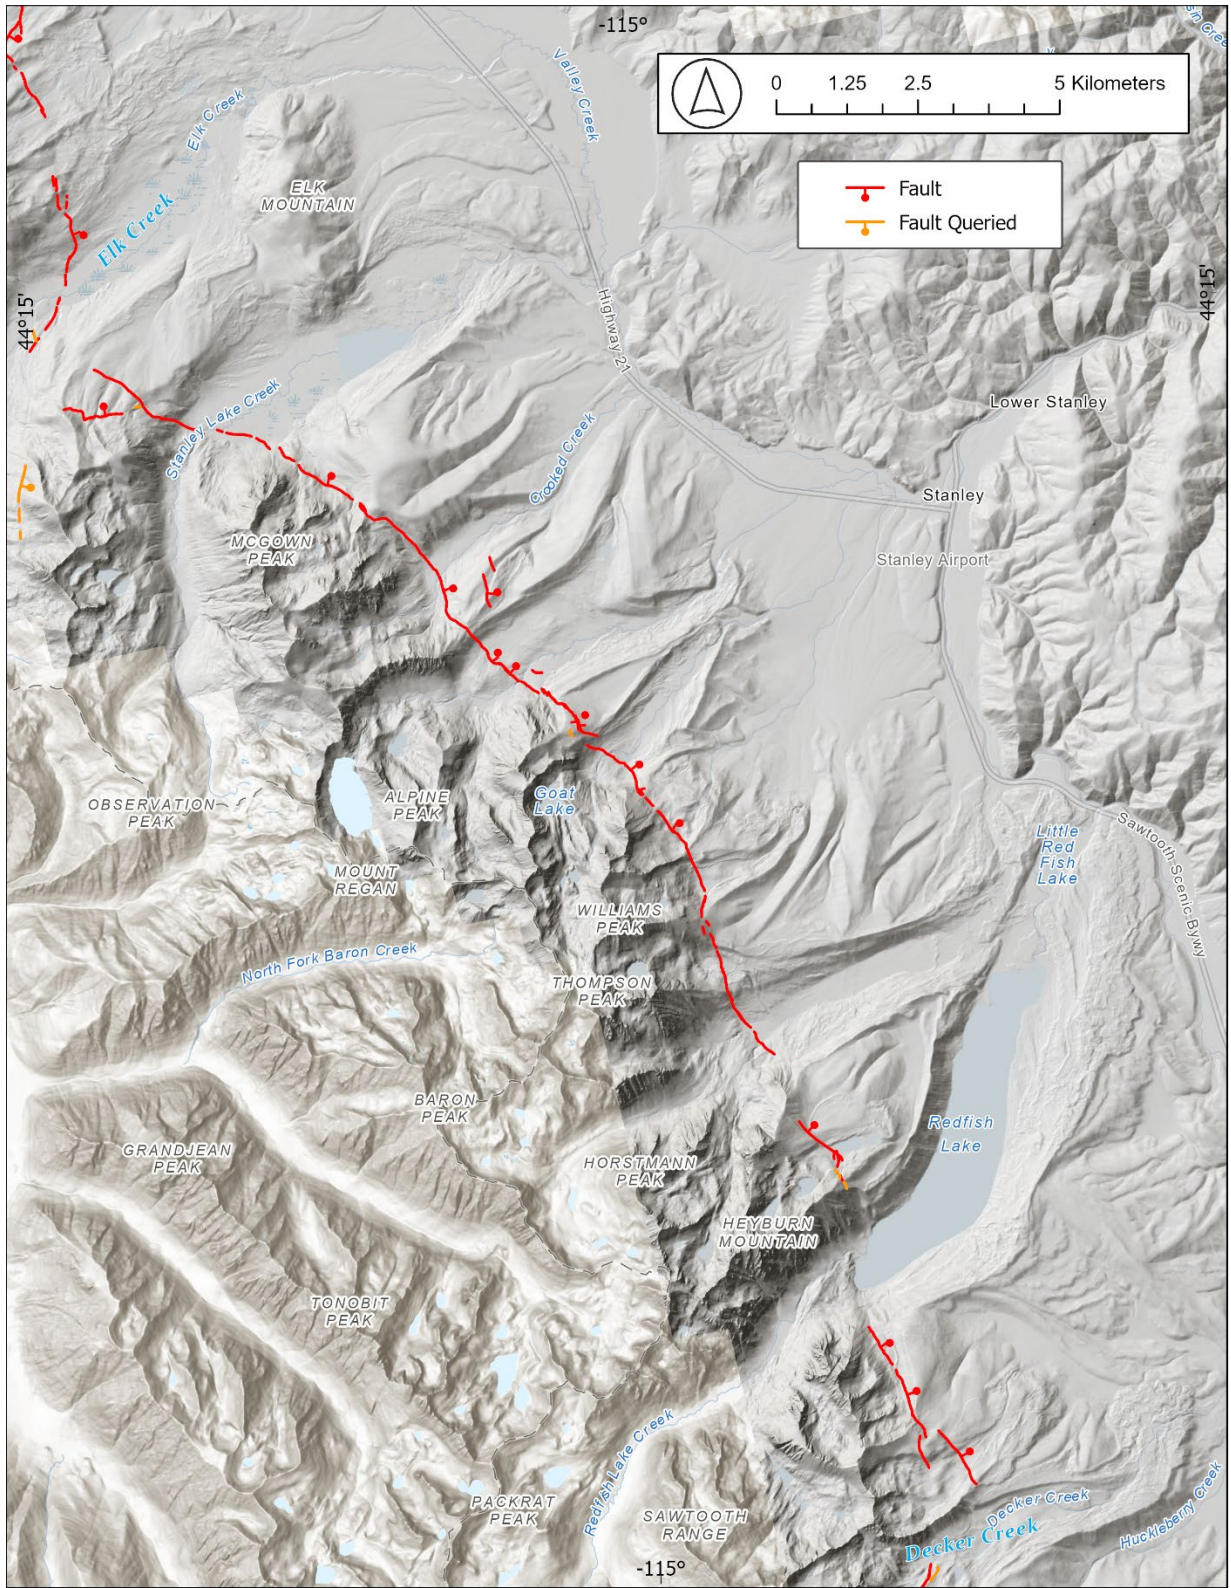 -115°
sin Cree
0 1.25 2.5 5 Kilometers
Valley Creek
Elk Creek
Fault
Fault Queried
ELK
MOUNTAIN
Elk Creek
44°15'
44°15'
Highway 21
Stanley Lake Creek
Lower Stanley
Crooked Creek
Stanley
MCGOWN
PEAK
Stanley Airport
OBSERVATION
PEAK
ALPINE
PEAK
Goat
Lake
Little
Red
Fish
Lake
Sawtooth Scenic Bywy
MOUNT
REGAN
WILLIAMS
PEAK
North Fork Baron Creek
THOMPSON
PEAK
BARON
PEAK
Redfish
Lake
GRANDJEAN
PEAK
HORSTMANN
PEAK
HEYBURN
MOUNTAIN
TONOBIT
PEAK
Redfish Lake Creek
PACKRAT
PEAK
SAWTOOTH
RANGE
Decker Creek
Decker Creek
Huckleberry Creek
-115°